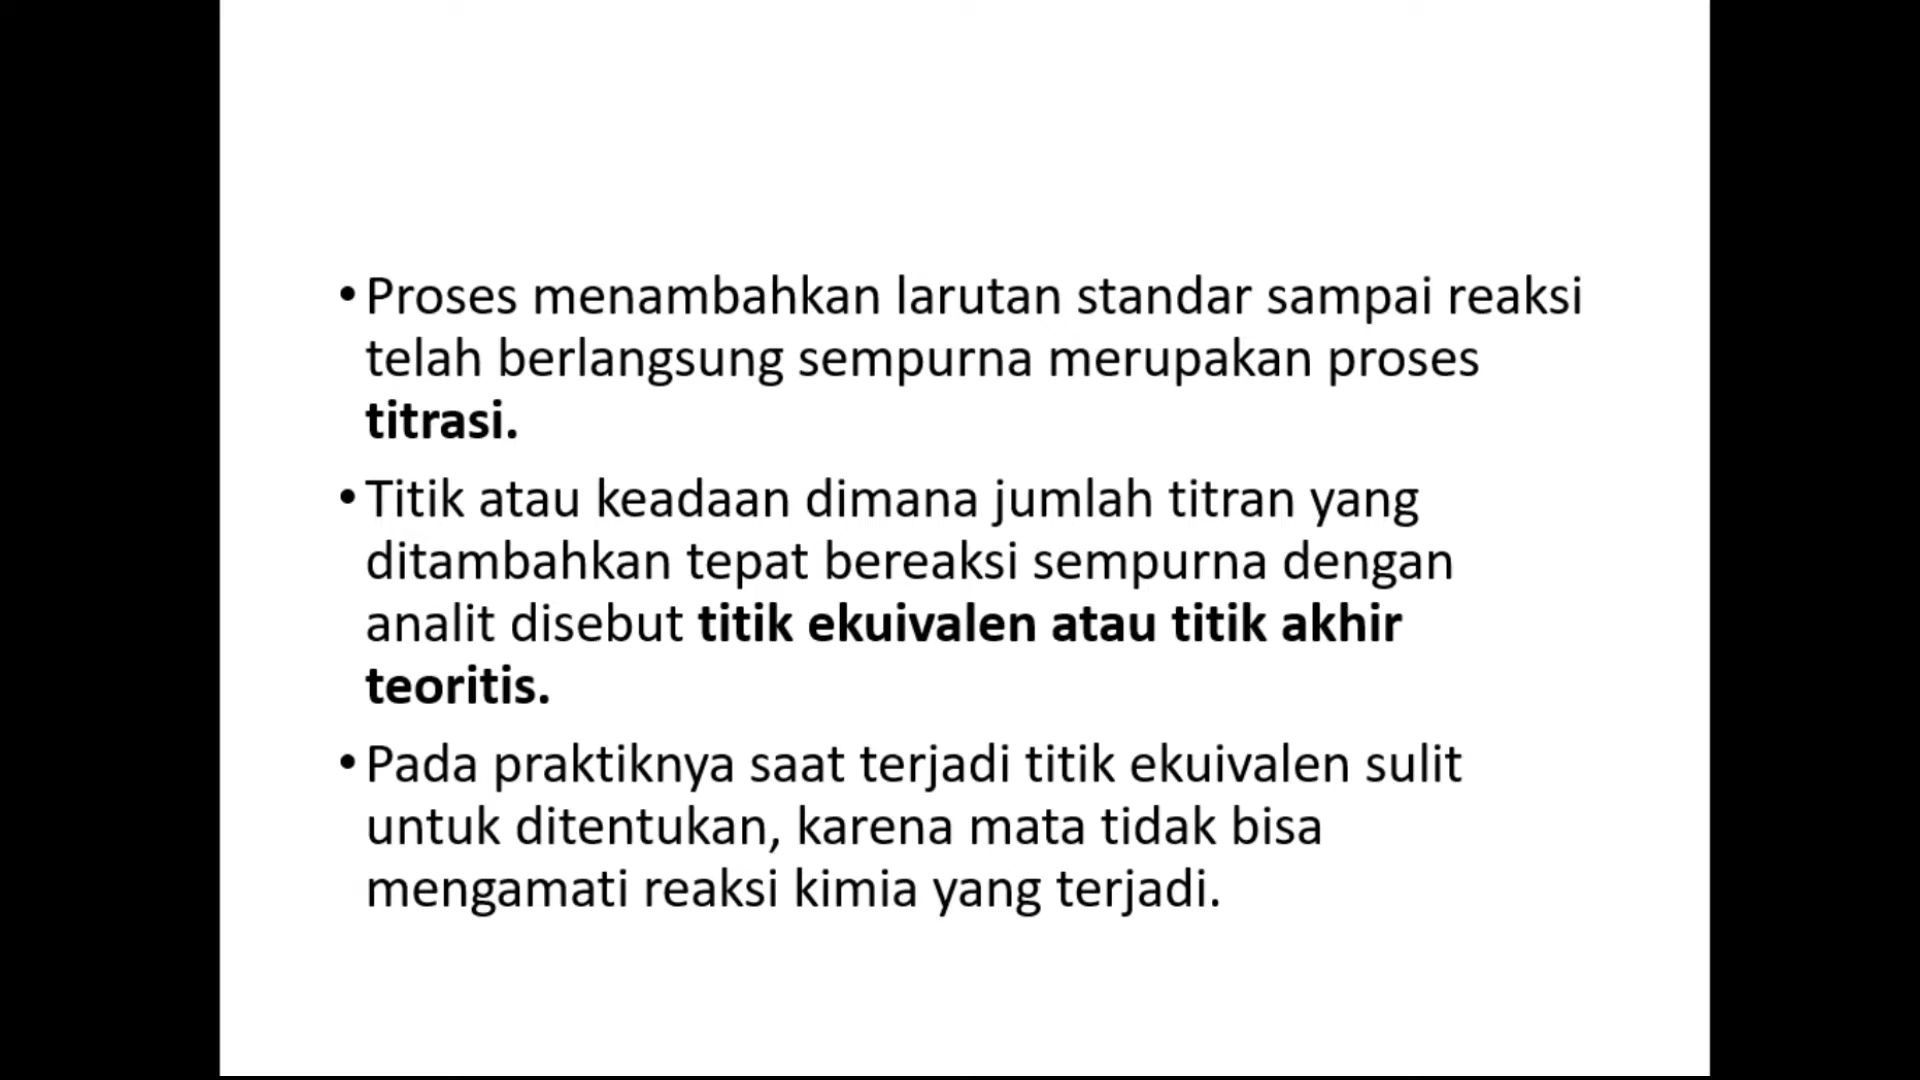 • Proses menambahkan larutan standar sampai reaksi
telah berlangsung sempurna merupakan proses
titrasi.
• Titik atau keadaan dimana jumlah titran yang
ditambahkan tepat bereaksi sempurna dengan
analit disebut titik ekuivalen atau titik akhir
teoritis.
• Pada praktiknya saat terjadi titik ekuivalen sulit
untuk ditentukan, karena mata tidak bisa
mengamati reaksi kimia yang terjadi.